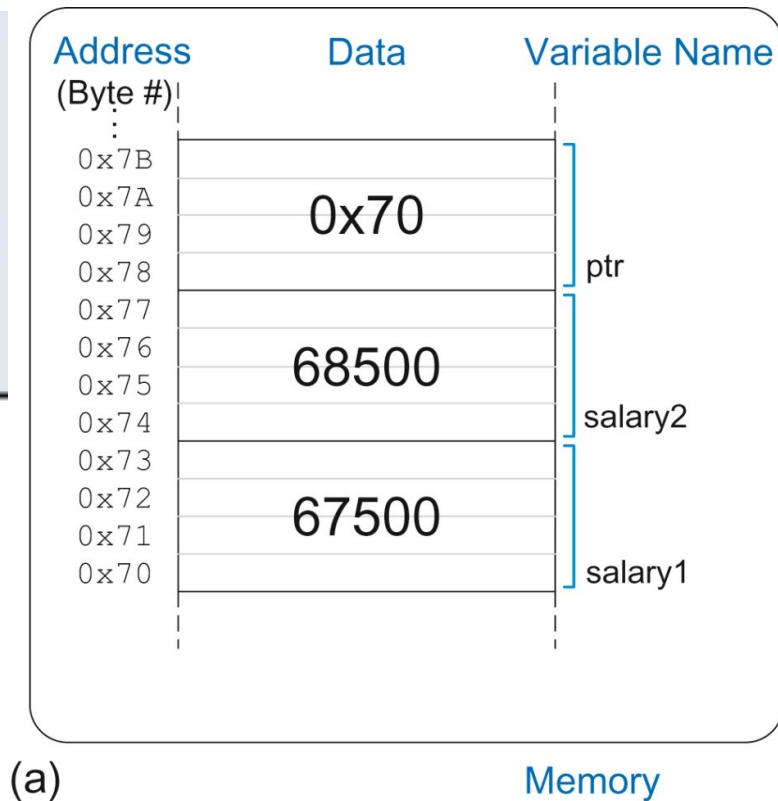 Address Data Variable Name
(Byte #)
⋮
0x7B
0x7A
0x70
0x79
0x78
ptr
0x77
0x76
68500
0x75
0x74
salary2
0x73
0x72
67500
0x71
0x70
salary1
(a) Memory